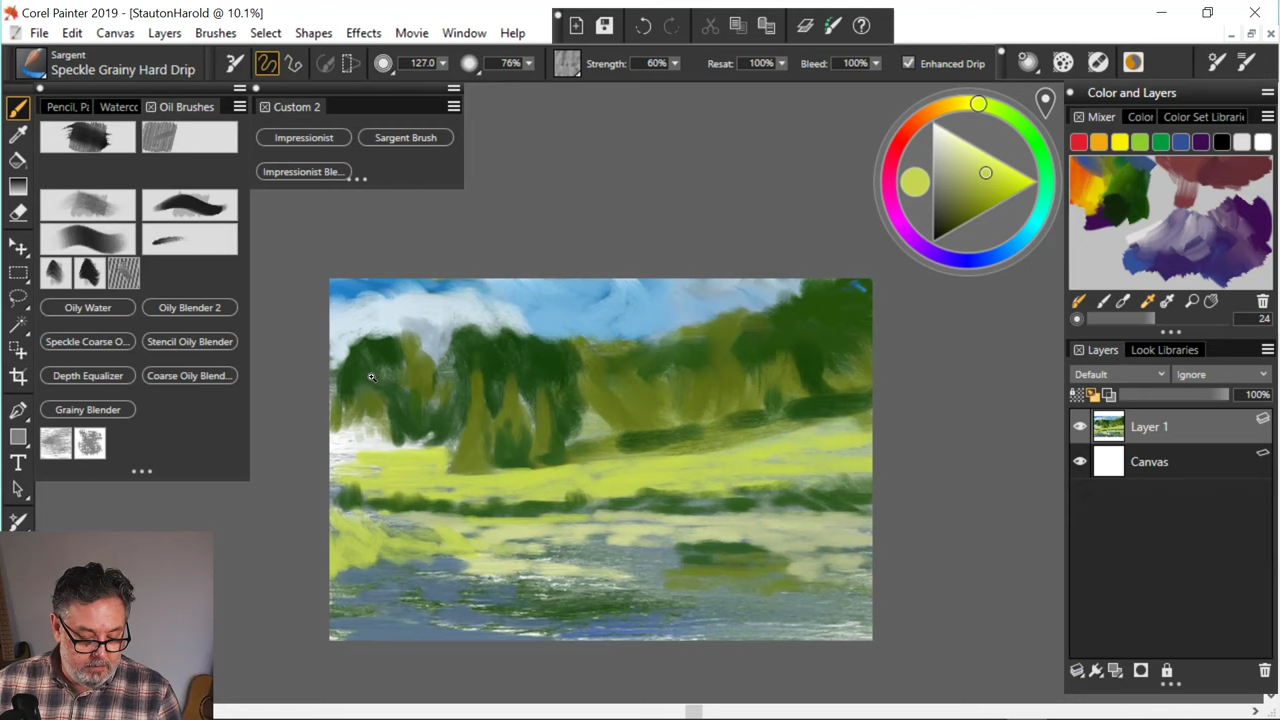 Corel Painter 2019 - [StautonHarold @ 10.1%]
File Edit Canvas Layers Brushes Select Shapes Effects Movie Window Help
Sargent
Speckle Grainy Hard Drip
127.0
76%
Strength: 60%
Resat: 100%
Bleed: 100%
Enhanced Drip
Pencil, Pa
Waterco
Oil Brushes
Custom 2
Impressionist
Sargent Brush
Impressionist Ble...
Oily Water
Oily Blender 2
Speckle Coarse O...
Stencil Oily Blender
Depth Equalizer
Coarse Oily Blend...
Grainy Blender
T
Color and Layers
Mixer
Color
Color Set Librarie
24
Layers
Look Libraries
Default
Ignore
100%
Layer 1
Canvas